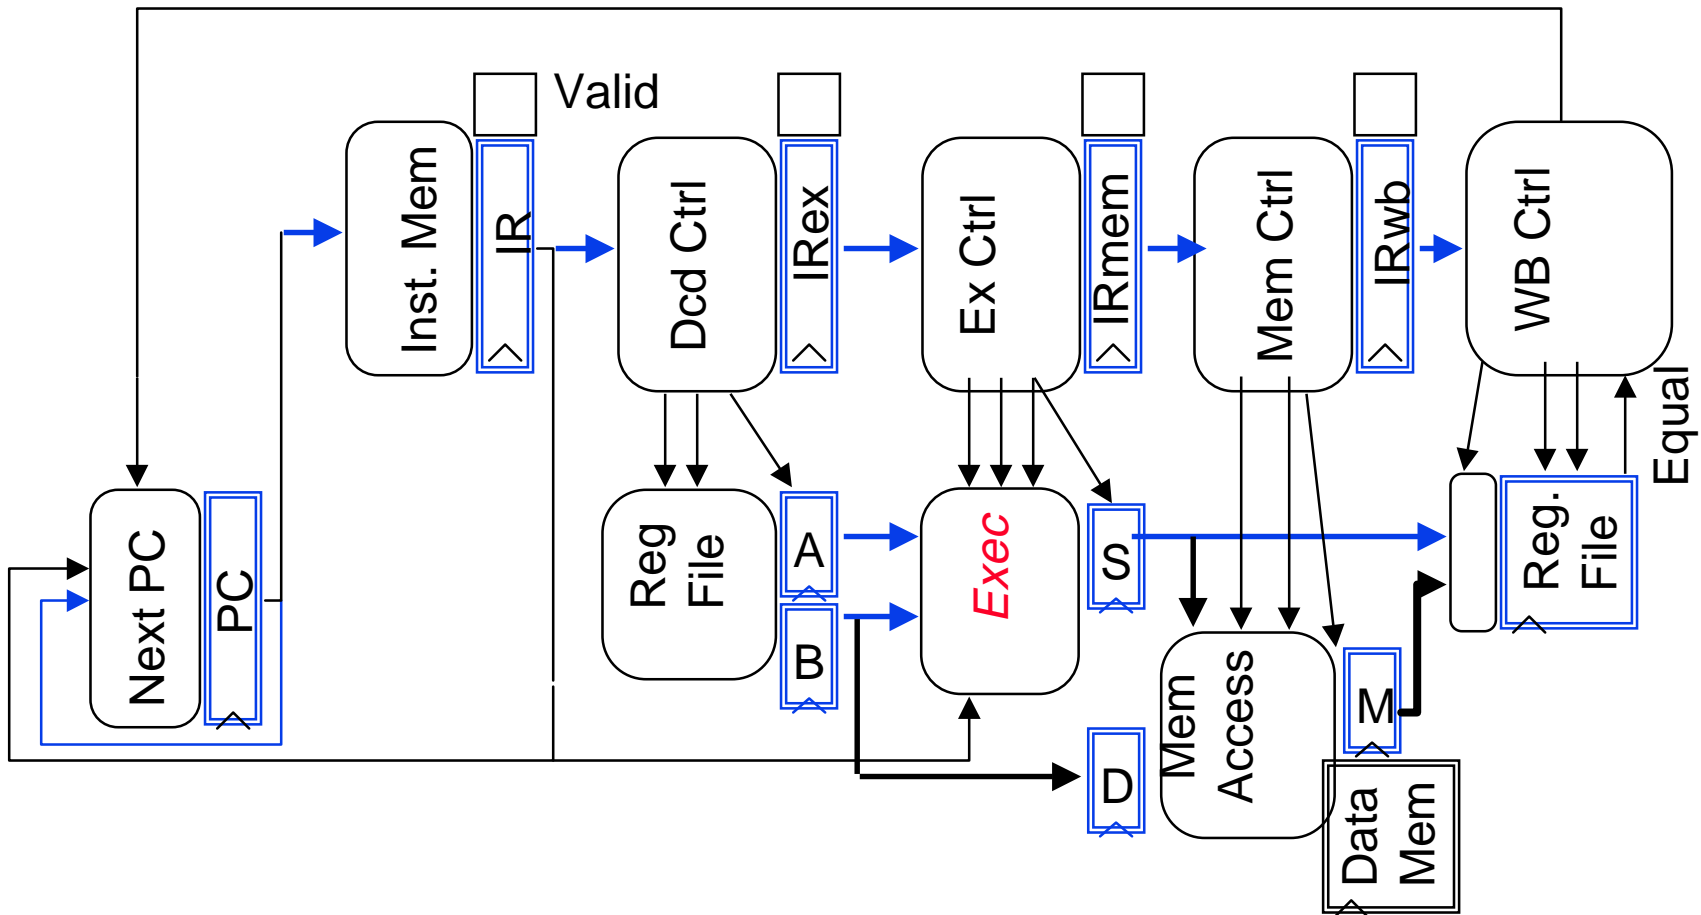 Valid
Inst. Mem
IR
Dcd Ctrl
IRex
Ex Ctrl
IRmem
Mem Ctrl
IRwb
WB Ctrl
Equal
Next PC
PC
Reg
File
A
B
Exec
S
D
Mem
Access
M
Data
Mem
Reg.
File